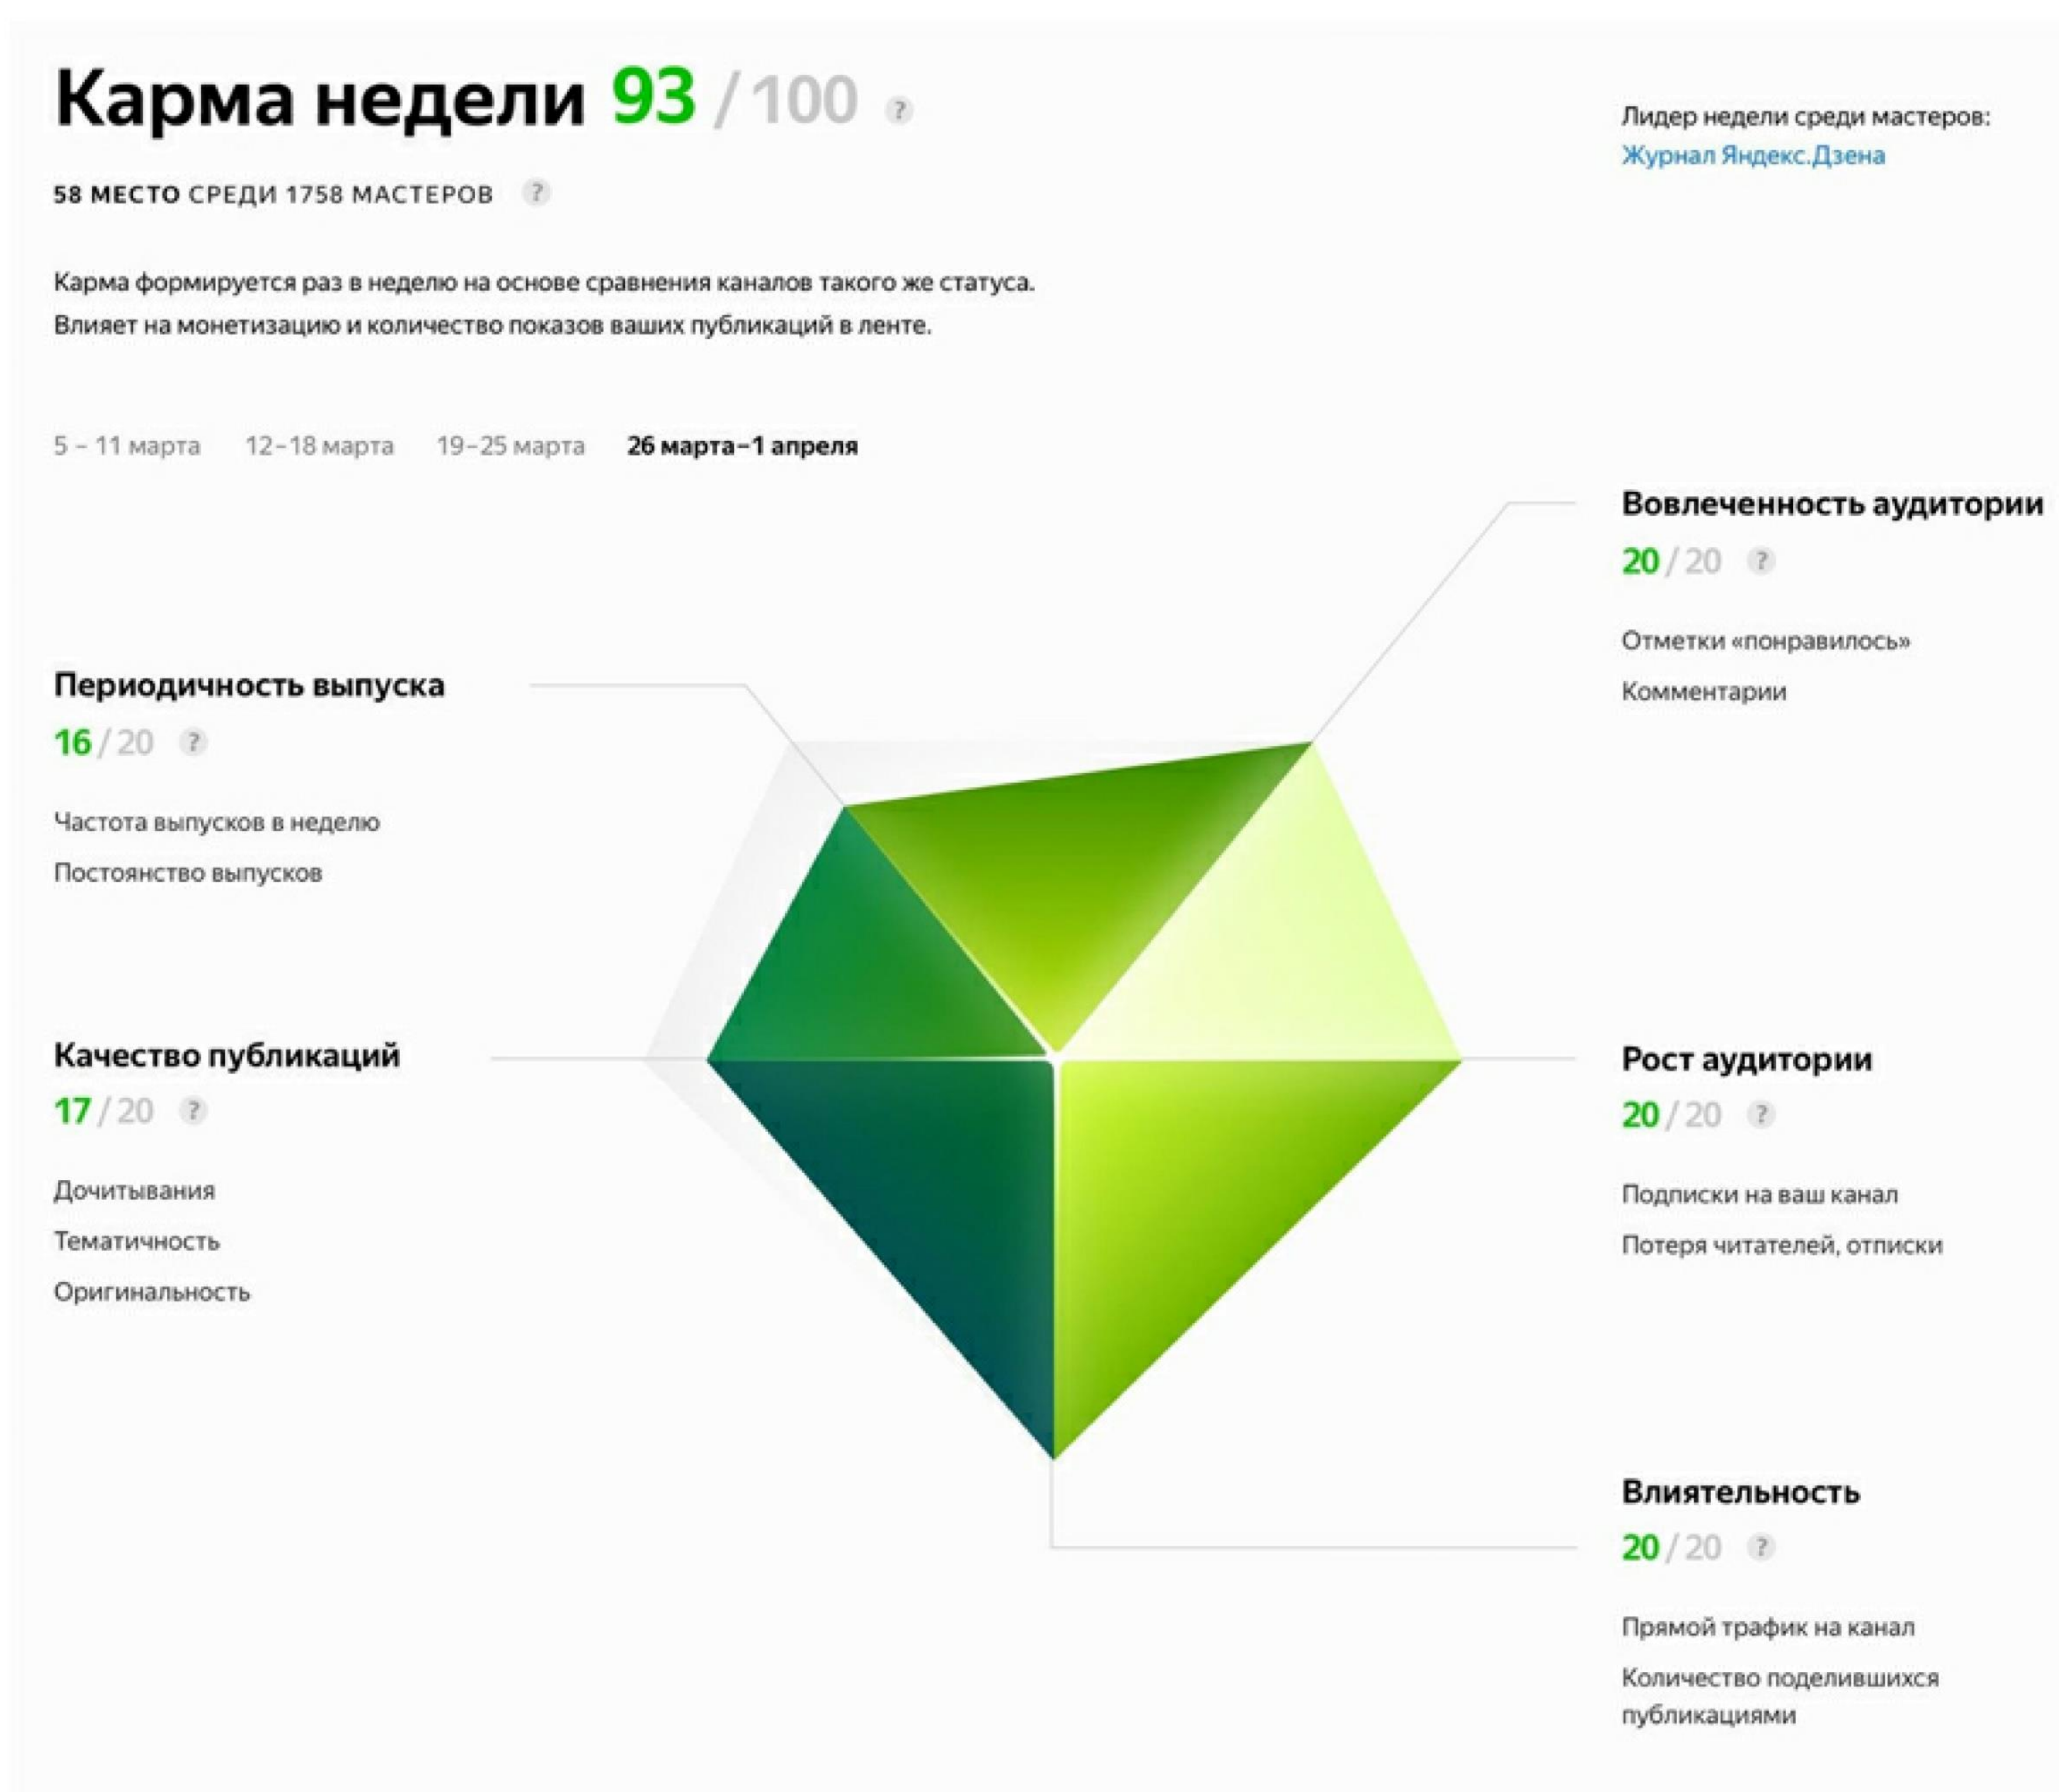 Карма недели 93 / 100 ?
Лидер недели среди мастеров:
Журнал Яндекс.Дзена
58 МЕСТО СРЕДИ 1758 МАСТЕРОВ ?
Карма формируется раз в неделю на основе сравнения каналов такого же статуса.
Влияет на монетизацию и количество показов ваших публикаций в ленте.
5 – 11 марта 12–18 марта 19–25 марта 26 марта–1 апреля
Вовлеченность аудитории
20 / 20 ?
Отметки «понравилось»
Комментарии
Периодичность выпуска
16 / 20 ?
Частота выпусков в неделю
Постоянство выпусков
Качество публикаций
17 / 20 ?
Дочитывания
Тематичность
Оригинальность
Рост аудитории
20 / 20 ?
Подписки на ваш канал
Потеря читателей, отписки
Влиятельность
20 / 20 ?
Прямой трафик на канал
Количество поделившихся
публикациями